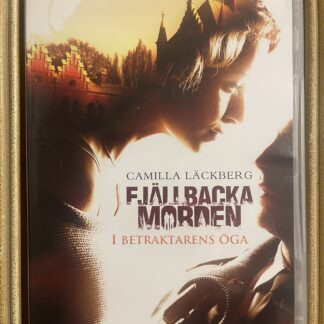 CAMILLA LÄCKBERG
FJÄLLBACKA
MORDEN
I BETRAKTARENS ÖGA